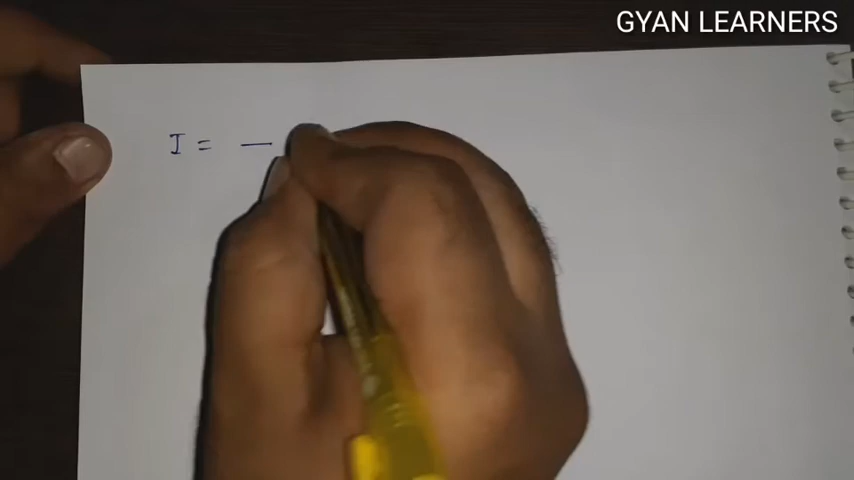 GYAN LEARNERS
I = —